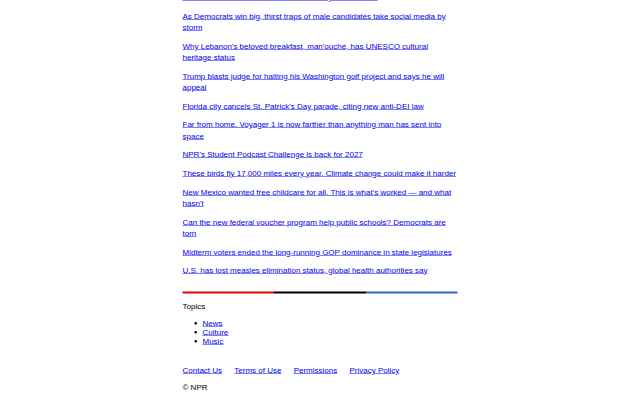 As Democrats win big, thirst traps of male candidates take social media by
storm
Why Lebanon's beloved breakfast, man'ouché, has UNESCO cultural
heritage status
Trump blasts judge for halting his Washington golf project and says he will
appeal
Florida city cancels St. Patrick's Day parade, citing new anti-DEI law
Far from home, Voyager 1 is now farther than anything man has sent into
space
NPR's Student Podcast Challenge is back for 2027
These birds fly 17,000 miles every year. Climate change could make it harder
New Mexico wanted free childcare for all. This is what's worked — and what
hasn't
Can the new federal voucher program help public schools? Democrats are
torn
Midterm voters ended the long-running GOP dominance in state legislatures
U.S. has lost measles elimination status, global health authorities say
Topics
• News
• Culture
• Music
Contact Us Terms of Use Permissions Privacy Policy
© NPR